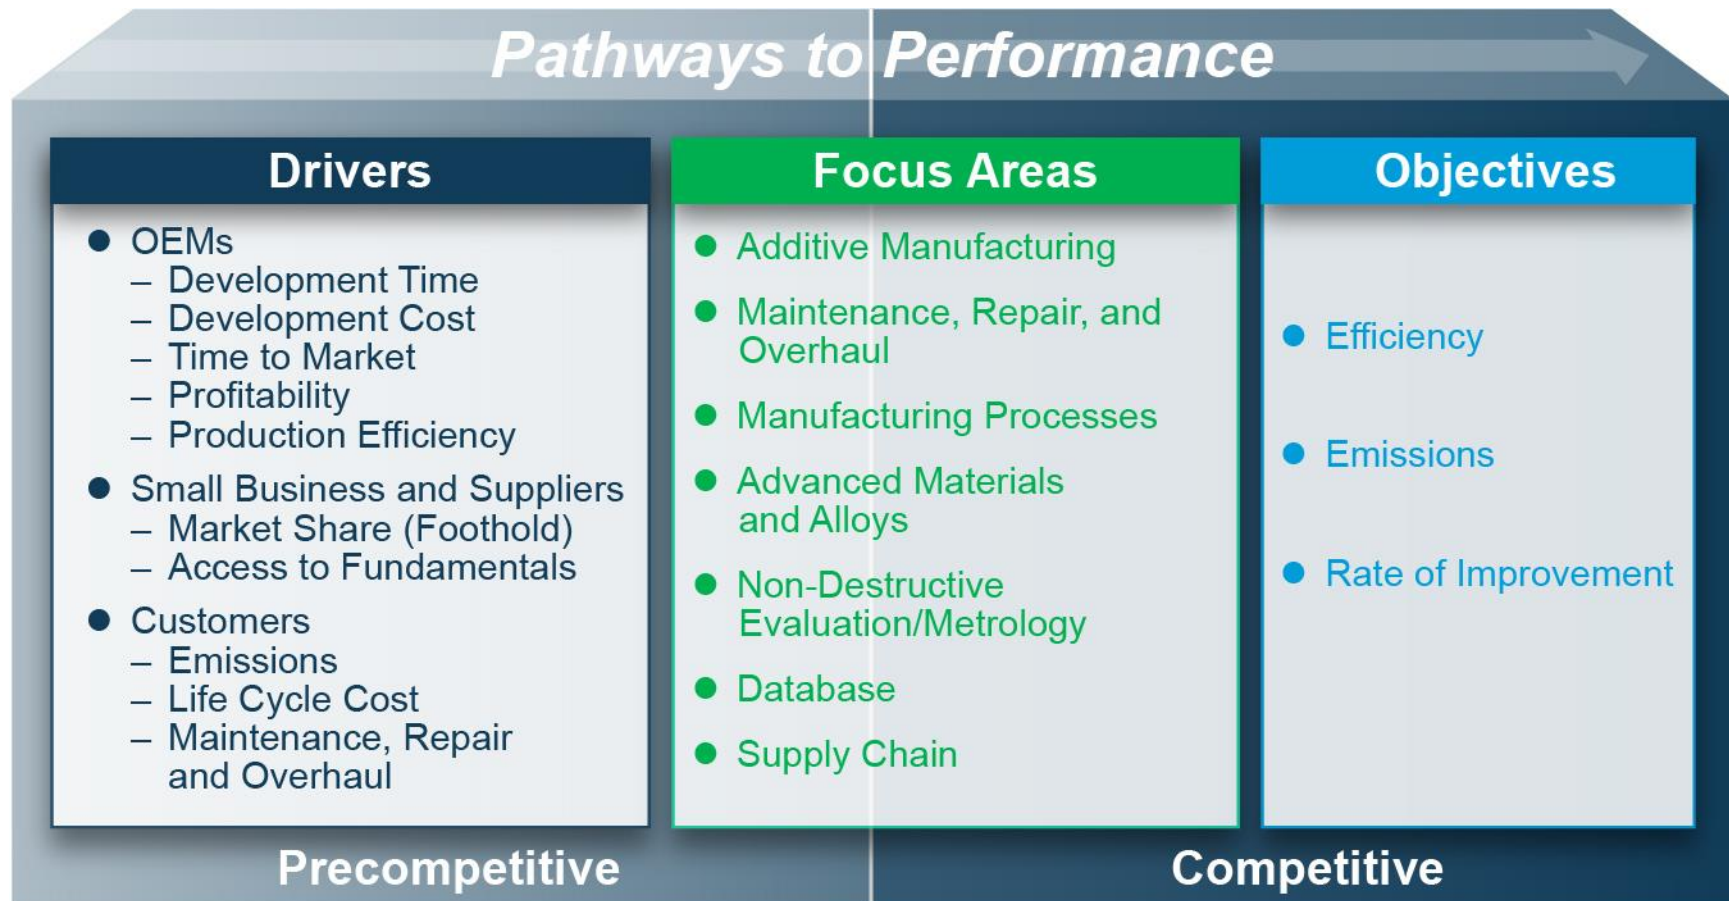 Pathways to Performance
Drivers
● OEMs
– Development Time
– Development Cost
– Time to Market
– Profitability
– Production Efficiency
● Small Business and Suppliers
– Market Share (Foothold)
– Access to Fundamentals
● Customers
– Emissions
– Life Cycle Cost
– Maintenance, Repair
and Overhaul
Focus Areas
● Additive Manufacturing
● Maintenance, Repair, and
Overhaul
● Manufacturing Processes
● Advanced Materials
and Alloys
● Non-Destructive
Evaluation/Metrology
● Database
● Supply Chain
Objectives
● Efficiency
● Emissions
● Rate of Improvement
Precompetitive
Competitive